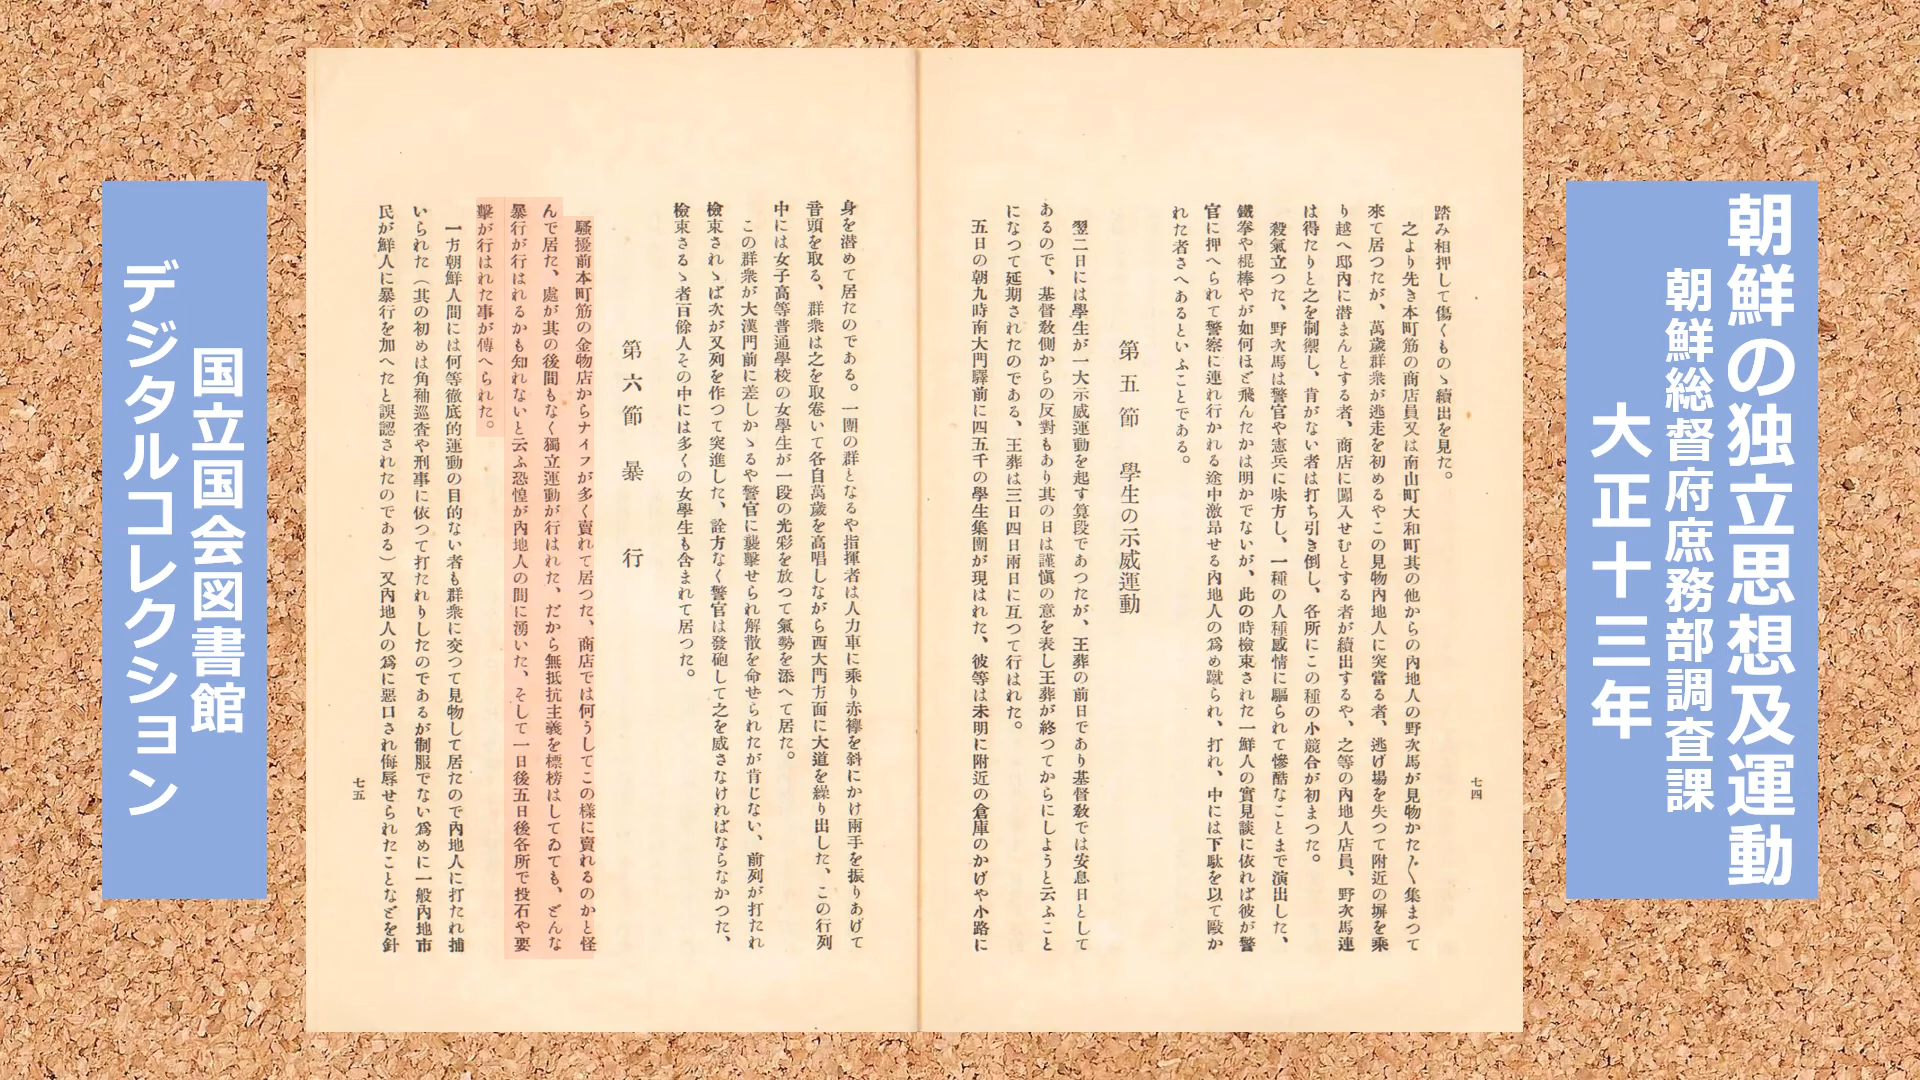 朝鮮の独立思想及運動
朝鮮総督府庶務部調査課
大正十三年
踏み相押して傷くものゝ續出を見た。
之より先き本町筋の商店員又は南山町大和町其の他からの內地人の野次馬が見物かた〲集まつて
來て居つたが、萬歲群衆が逃走を初めるやこの見物內地人に突當る者、逃げ場を失つて附近の塀を乘
り越へ邸內に潜まんとする者、商店に闖入せむとする者が續出するや、之等の內地人店員、野次馬連
は得たりと之を制禦し、肯がない者は打ち引き倒し、各所にこの種の小競合が初まつた。
殺氣立つた、野次馬は警官や憲兵に味方し、一種の人種感情に驅られて慘酷なことまで演出した、
鐵拳や棍棒やが如何ほど飛んたかは明かでないが、此の時檢束された一鮮人の實見談に依れば彼が警
官に押へらて警察に連れ行かれる途中激昻せる內地人の爲め蹴られ、打れ、中には下駄を以て毆か
れた者さへあるといふことである。
第五節 學生の示威運動
翌二日には學生が一大示威運動を起す算段であつたが、王葬の前日であり基督敎では安息日として
あるので、基督敎側からの反對もあり其の日は謹愼の意を表し王葬が終つてからにしようと云ふこと
になつて延期されたのである、王葬は三日四日兩日に互つて行はれた。
五日の朝九時南大門驛前に四五千の學生集團が現はれた、彼等は未明に附近の倉庫のかげや小路に
七四
身を潜めて居たのである。一團の群となるや指揮者は人力車に乘り赤襷を斜にかけ兩手を振りあげて
音頭を取る、群衆は之を取卷いて各自萬歲を高唱しながら西大門方面に大道を繰り出した、この行列
中には女子高等普通學校の女學生が一段の光彩を放つて氣勢を添へて居た。
この群衆が大漢門前に差しかゝるや警官に襲擊せられ解散を命せられたが肯じない、前列が打たれ
檢束されゝば次が又列を作つて突進した、詮方なく警官は發砲して之を威さなければならなかつた、
檢束さるゝ者百餘人その中には多くの女學生も含まれて居つた。
第六節 暴行
騷擾前本町筋の金物店からナイフが多く賣れて居つた、商店では何うしてこの樣に賣れるのかと怪
んで居た、處が其の後間もなく獨立運動が行はれた、だから無抵抗主義を標榜はしてゐても、どんな
暴行が行はれるかも知れないと云ふ恐惶が內地人の間に湧いた、そして一日後五日後各所で投石や要
擊が行はれた事が傳へられた。
一方朝鮮人間には何等徹底的運動の目的ない者も群衆に交つて見物して居たので內地人に打たれ捕
いられた（其の初めは角袖巡査や刑事に依つて打たれりしたのであるが制服でない爲めに一般內地市
民が鮮人に暴行を加へたと誤認されたのである）又內地人の爲に惡口され侮辱せられたことなどを針
七五
国立国会図書館
デジタルコレクション